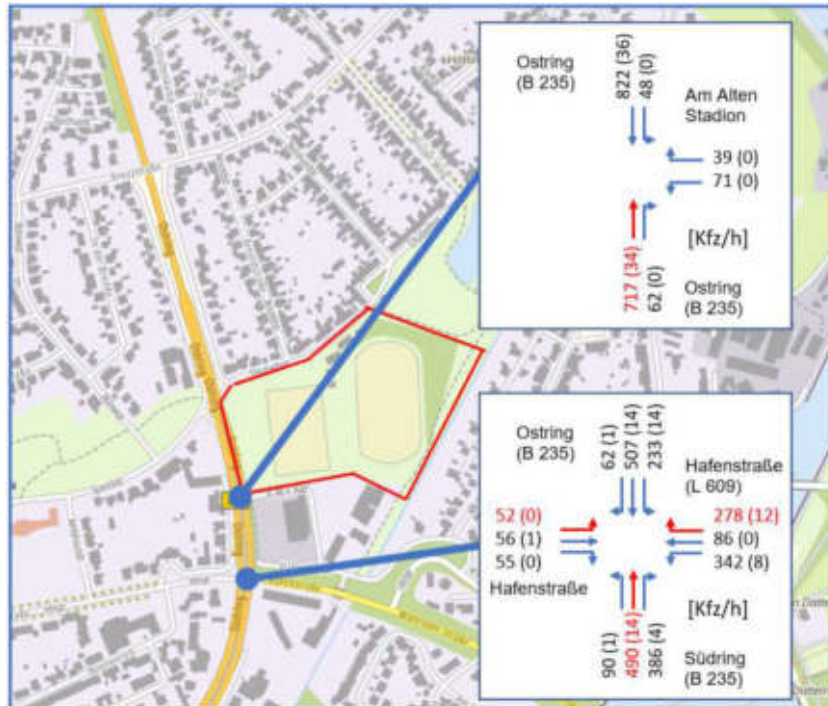 Ostring
(B 235)
822 (36)
48 (0)
Am Alten
Stadion
39 (0)
71 (0)
[Kfz/h]
717 (34)
62 (0)
Ostring
(B 235)
Ostring
(B 235)
62 (1)
507 (14)
233 (14)
Hafenstraße
(L 609)
52 (0)
56 (1)
55 (0)
278 (12)
86 (0)
342 (8)
Hafenstraße
[Kfz/h]
90 (1)
490 (14)
386 (4)
Südring
(B 235)
Ostring
Ostring